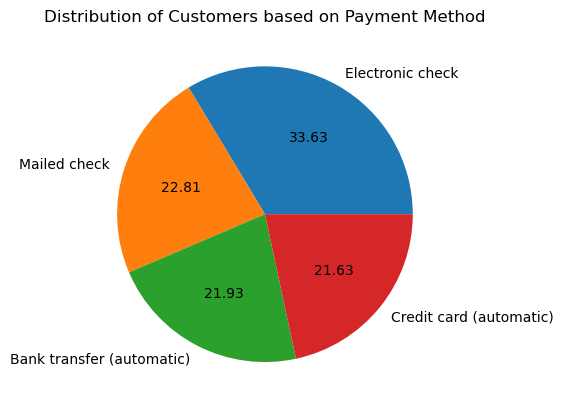 Distribution of Customers based on Payment Method
Electronic check
33.63
Mailed check
22.81
21.93
21.63
Credit card (automatic)
Bank transfer (automatic)